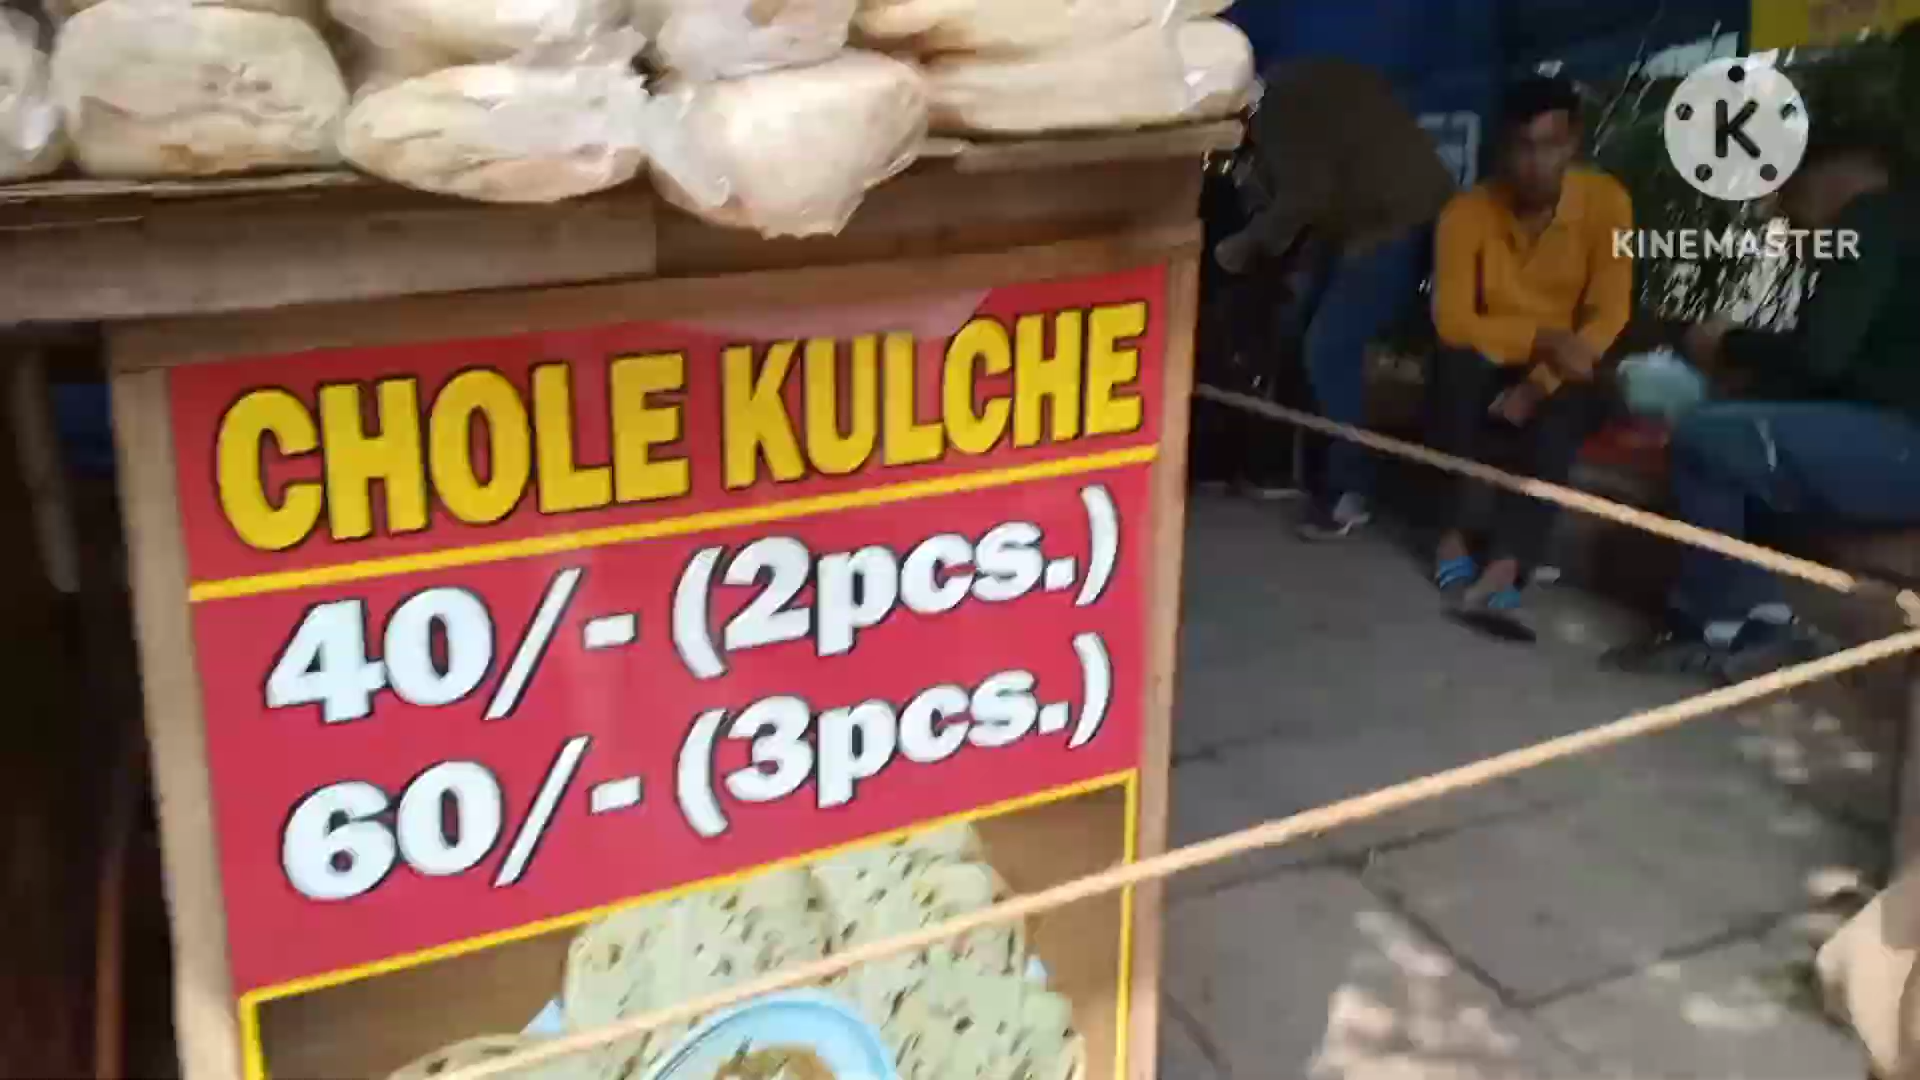 CHOLE KULCHE
40/- (2pcs.)
60/- (3pcs.)
K
KINEMASTER